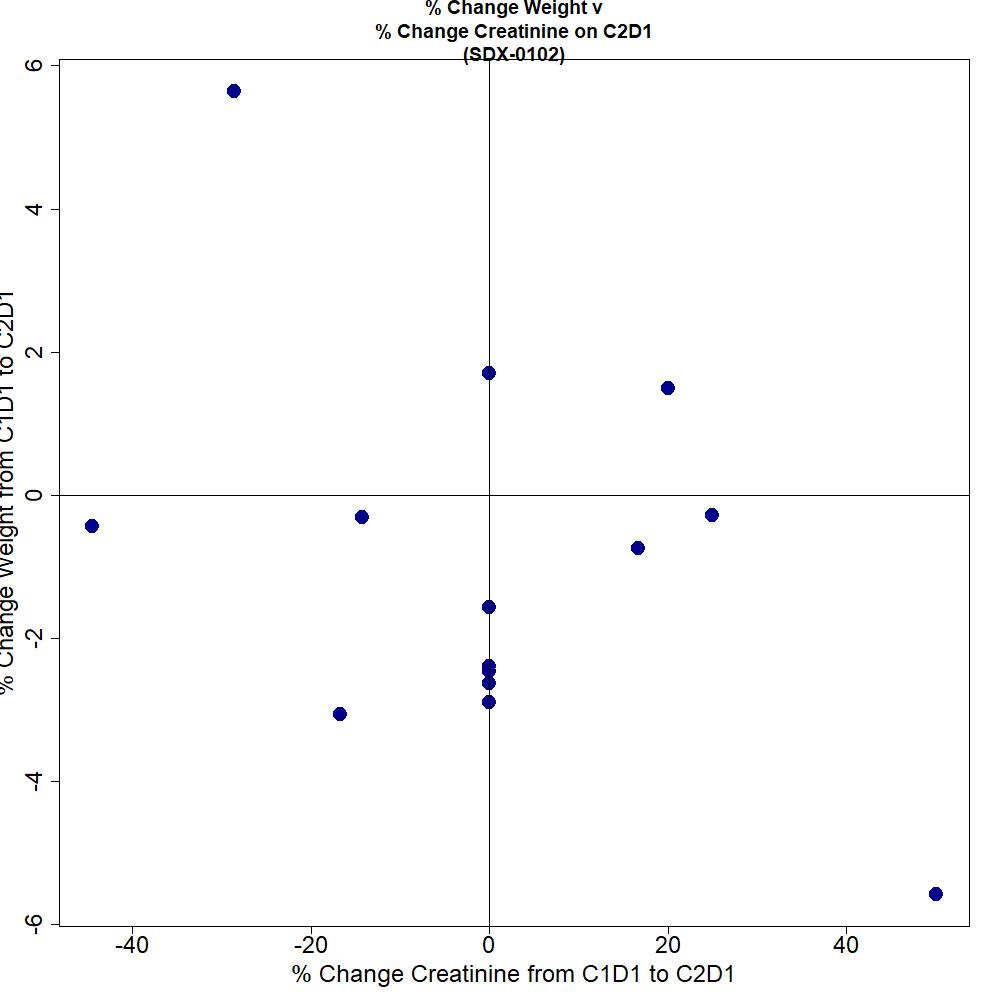 % Change Weight v
% Change Creatinine on C2D1
(SDX-0102)
% Change Weight from C1D1 to C2D1
6
4
2
0
-2
-4
-6
-40 -20 0 20 40
% Change Creatinine from C1D1 to C2D1